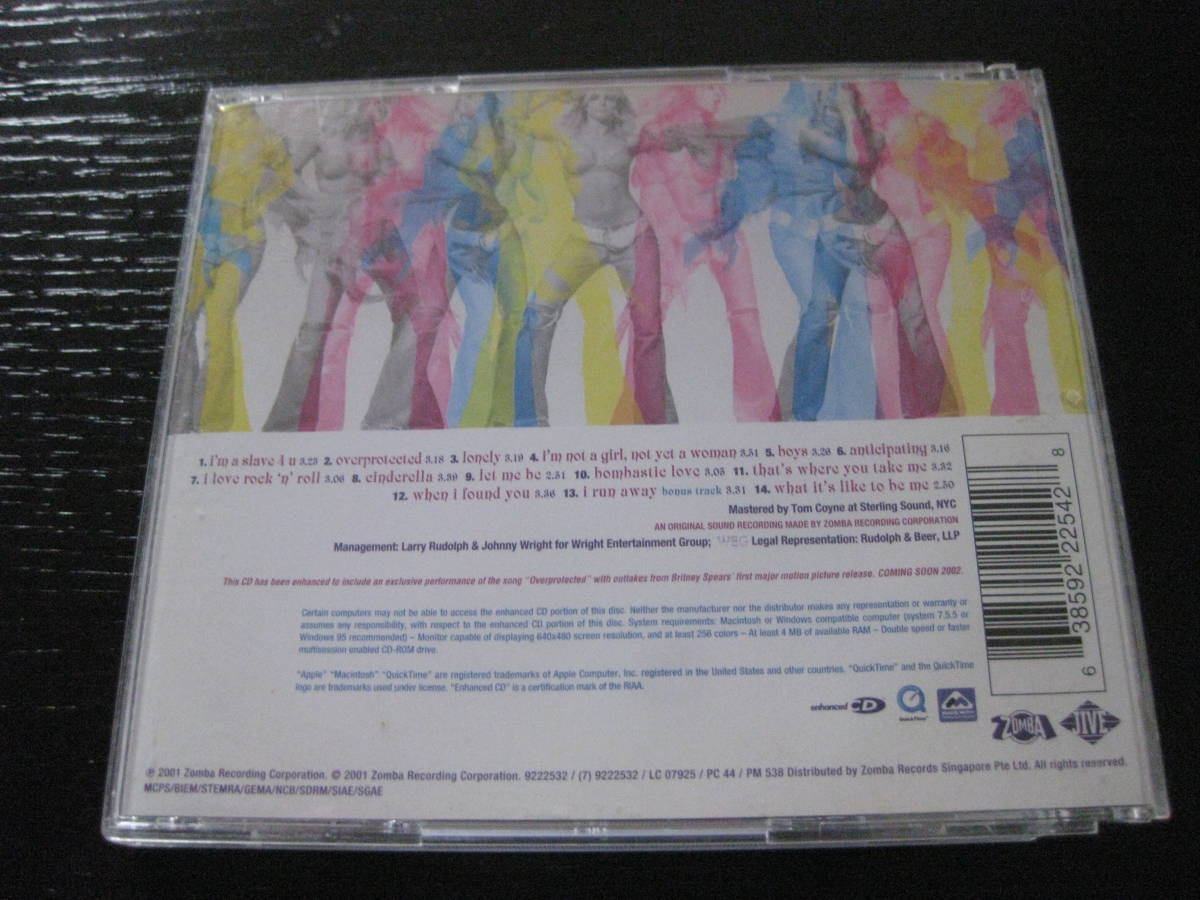 1. i'm a slave 4 u 3.23 2. overprotected 3.18 3. lonely 3.19 4. i'm not a girl, not yet a woman 3.51 5. boys 3.26 6. anticipating 3.16
7. i love rock 'n' roll 3.06 8. cinderella 3.39 9. let me be 2.51 10. bombastic love 3.05 11. that's where you take me 3.32
12. when i found you 3.36 13. i run away bonus track 3.31 14. what it's like to be me 2.50
Mastered by Tom Coyne at Sterling Sound, NYC
AN ORIGINAL SOUND RECORDING MADE BY ZOMBA RECORDING CORPORATION
Management: Larry Rudolph & Johnny Wright for Wright Entertainment Group; WEG Legal Representation: Rudolph & Beer, LLP
This CD has been enhanced to include an exclusive performance of the song "Overprotected" with outtakes from Britney Spears' first major motion picture release. COMING SOON 2002.
Certain computers may not be able to access the enhanced CD portion of this disc. Neither the manufacturer nor the distributor makes any representation or warranty or
assumes any responsibility, with respect to the enhanced CD portion of this disc. System requirements: Macintosh or Windows compatible computer (system 7.5.5 or
Windows 95 recommended) – Monitor capable of displaying 640x480 screen resolution, and at least 256 colors – At least 4 MB of available RAM – Double speed or faster
multisession enabled CD-ROM drive.
"Apple" "Macintosh" "QuickTime" are registered trademarks of Apple Computer, Inc. registered in the United States and other countries. "QuickTime" and the QuickTime
logo are trademarks used under license. "Enhanced CD" is a certification mark of the RIAA.
enhanced CD
QuickTime
ZOMBA
JIVE
6 38592 22542 8
℗ 2001 Zomba Recording Corporation. © 2001 Zomba Recording Corporation. 9222532 / (7) 9222532 / LC 07925 / PC 44 / PM 538 Distributed by Zomba Records Singapore Pte Ltd. All rights reserved.
MCPS/BIEM/STEMRA/GEMA/NCB/SDRM/SIAE/SGAE